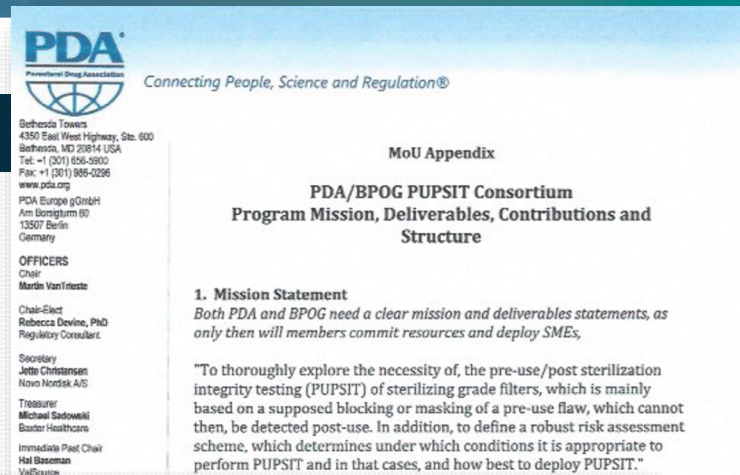 PDA®
Parenteral Drug Association
Connecting People, Science and Regulation®
Bethesda Towers
4350 East West Highway, Ste. 600
Bethesda, MD 20814 USA
Tel: +1 (301) 656-5900
Fax: +1 (301) 986-0296
www.pda.org
PDA Europe gGmbH
Am Borsigturm 60
13507 Berlin
Germany
OFFICERS
Chair
Martin VanTrieste
Chair-Elect
Rebecca Devine, PhD
Regulatory Consultant
Secretary
Jette Christensen
Novo Nordisk A/S
Treasurer
Michael Sadowski
Baxter Healthcare
Immediate Past Chair
Hal Baseman
ValSource
MoU Appendix
PDA/BPOG PUPSIT Consortium
Program Mission, Deliverables, Contributions and
Structure
1. Mission Statement
Both PDA and BPOG need a clear mission and deliverables statements, as
only then will members commit resources and deploy SMEs,
"To thoroughly explore the necessity of, the pre-use/post sterilization
integrity testing (PUPSIT) of sterilizing grade filters, which is mainly
based on a supposed blocking or masking of a pre-use flaw, which cannot
then, be detected post-use. In addition, to define a robust risk assessment
scheme, which determines under which conditions it is appropriate to
perform PUPSIT and in that cases, and how best to deploy PUPSIT."